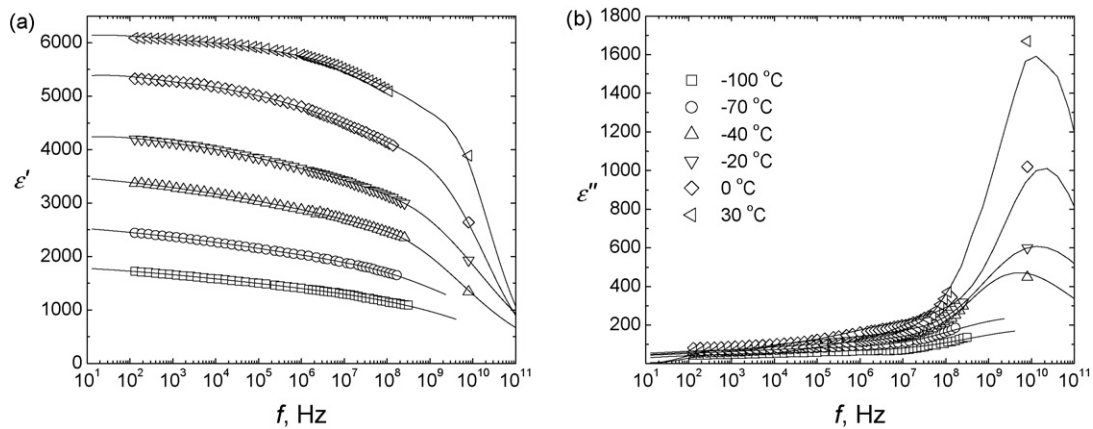 (a)
6000
5000
4000
3000
2000
1000
0
ε'
10¹ 10² 10³ 10⁴ 10⁵ 10⁶ 10⁷ 10⁸ 10⁹ 10¹⁰ 10¹¹
f, Hz
(b)
1800
1600
1400
1200
1000
800
600
400
200
ε''
-100 °C
-70 °C
-40 °C
-20 °C
0 °C
30 °C
10¹ 10² 10³ 10⁴ 10⁵ 10⁶ 10⁷ 10⁸ 10⁹ 10¹⁰ 10¹¹
f, Hz